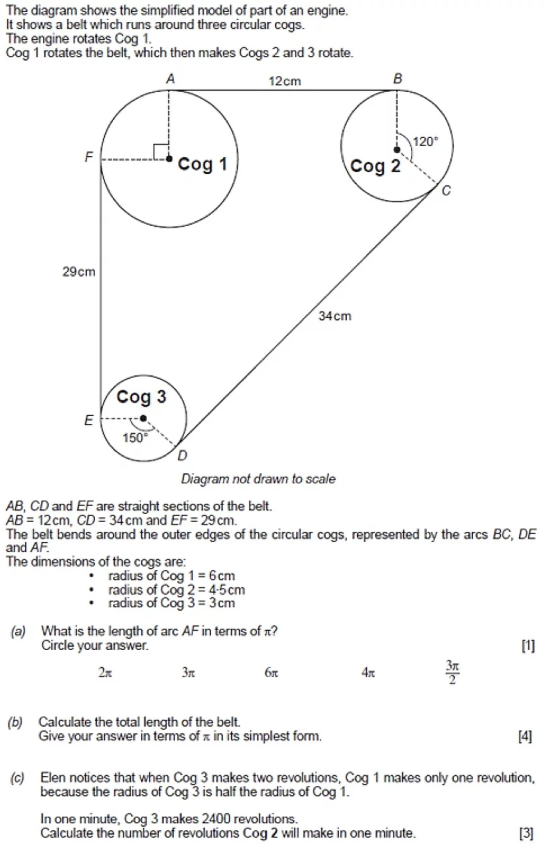 The diagram shows the simplified model of part of an engine.
It shows a belt which runs around three circular cogs.
The engine rotates Cog 1.
Cog 1 rotates the belt, which then makes Cogs 2 and 3 rotate.
A
12cm
B
120°
F
Cog 1
Cog 2
C
29cm
34cm
Cog 3
E
150°
D
Diagram not drawn to scale
AB, CD and EF are straight sections of the belt.
AB = 12cm, CD = 34cm and EF = 29cm.
The belt bends around the outer edges of the circular cogs, represented by the arcs BC, DE
and AF.
The dimensions of the cogs are:
• radius of Cog 1 = 6cm
• radius of Cog 2 = 4·5cm
• radius of Cog 3 = 3cm
(a) What is the length of arc AF in terms of π?
Circle your answer. [1]
2π 3π 6π 4π 3π/2
(b) Calculate the total length of the belt.
Give your answer in terms of π in its simplest form. [4]
(c) Elen notices that when Cog 3 makes two revolutions, Cog 1 makes only one revolution,
because the radius of Cog 3 is half the radius of Cog 1.
In one minute, Cog 3 makes 2400 revolutions.
Calculate the number of revolutions Cog 2 will make in one minute. [3]